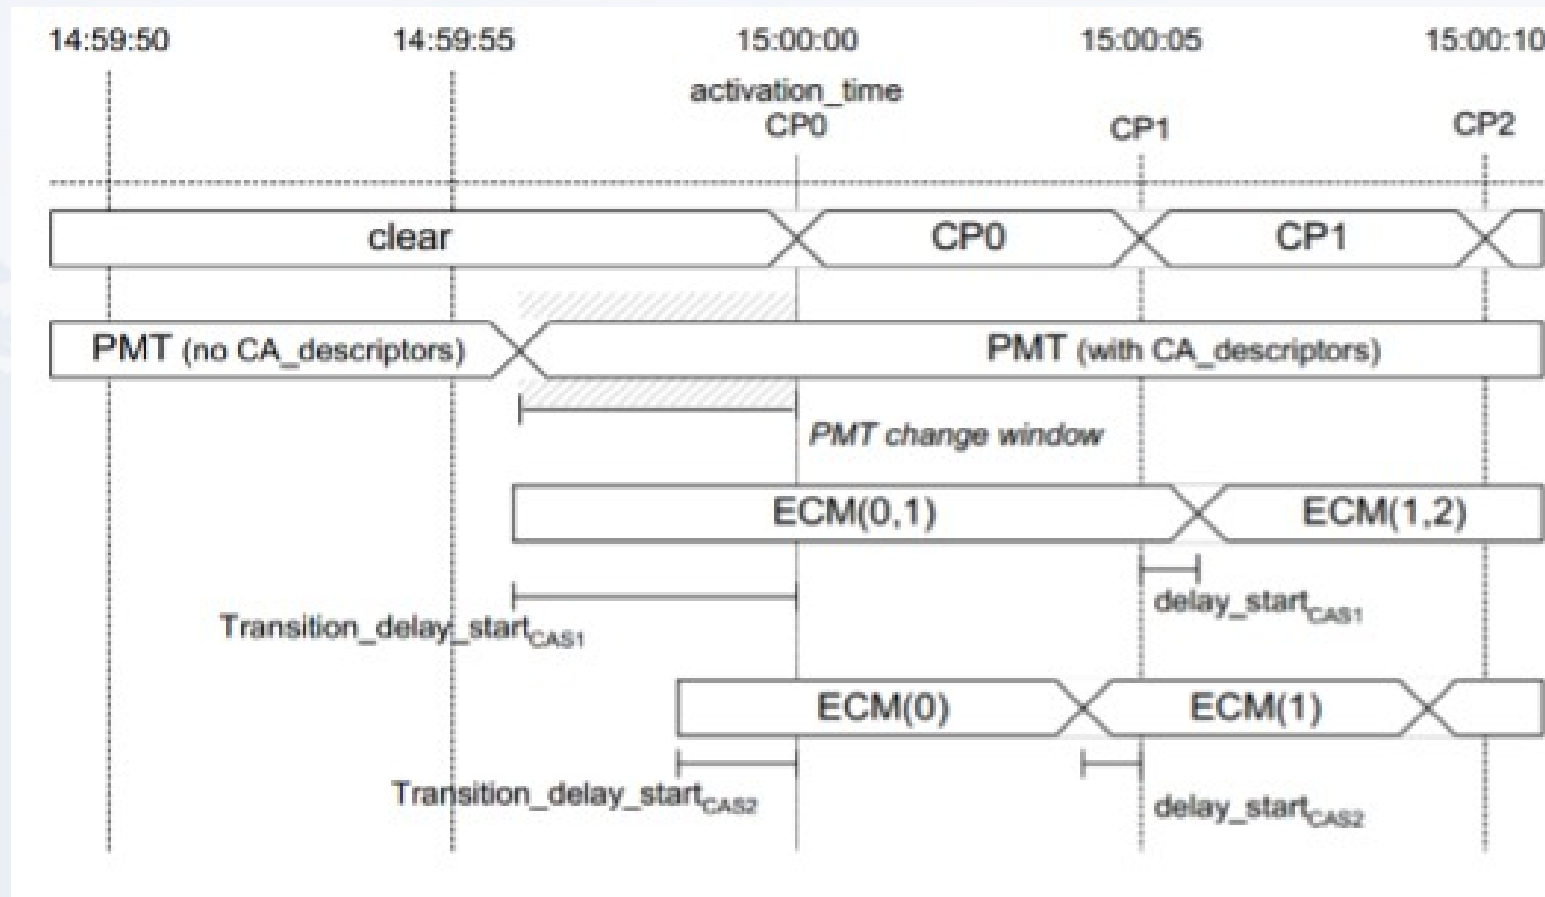 14:59:50 14:59:55 15:00:00 15:00:05 15:00:10
activation_time
CP0 CP1 CP2
clear CP0 CP1
PMT (no CA_descriptors) PMT (with CA_descriptors)
PMT change window
ECM(0,1) ECM(1,2)
Transition_delay_startCAS1 delay_startCAS1
ECM(0) ECM(1)
Transition_delay_startCAS2 delay_startCAS2